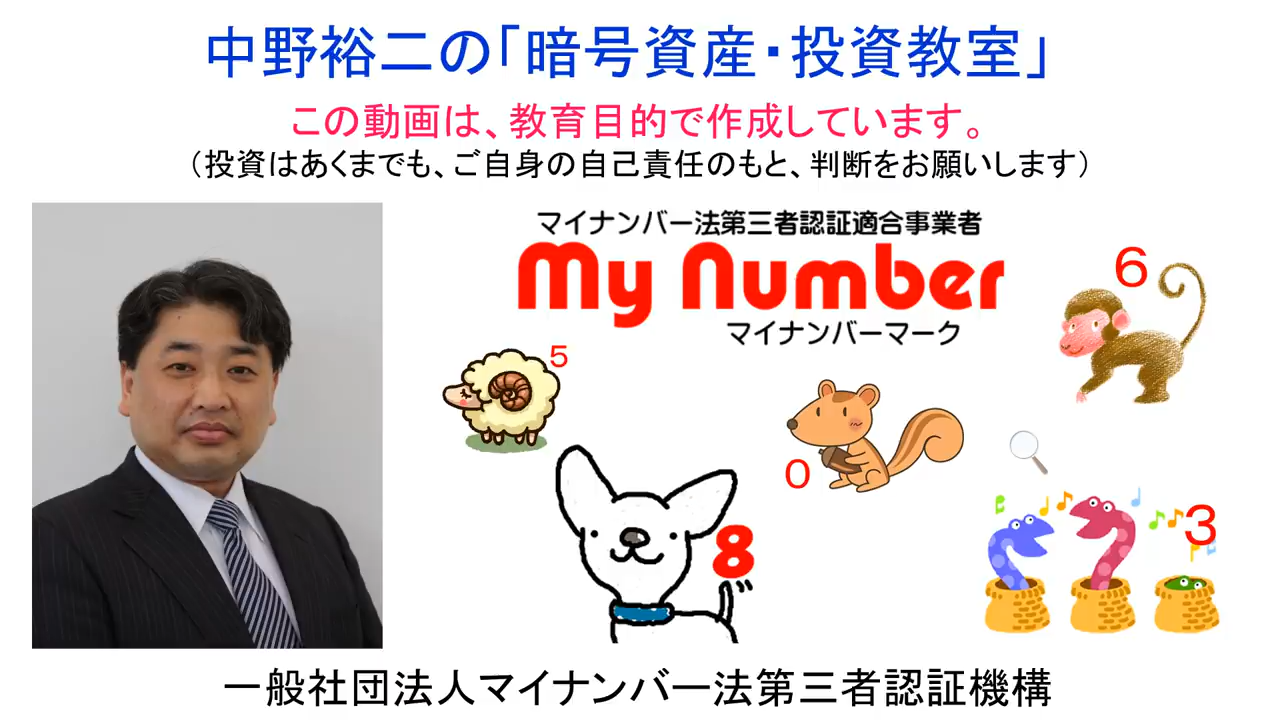 中野裕二の「暗号資産・投資教室」
この動画は、教育目的で作成しています。
（投資はあくまでも、ご自身の自己責任のもと、判断をお願いします）
マイナンバー法第三者認証適合事業者
My Number
マイナンバーマーク
6
5
0
3
8
一般社団法人マイナンバー法第三者認証機構